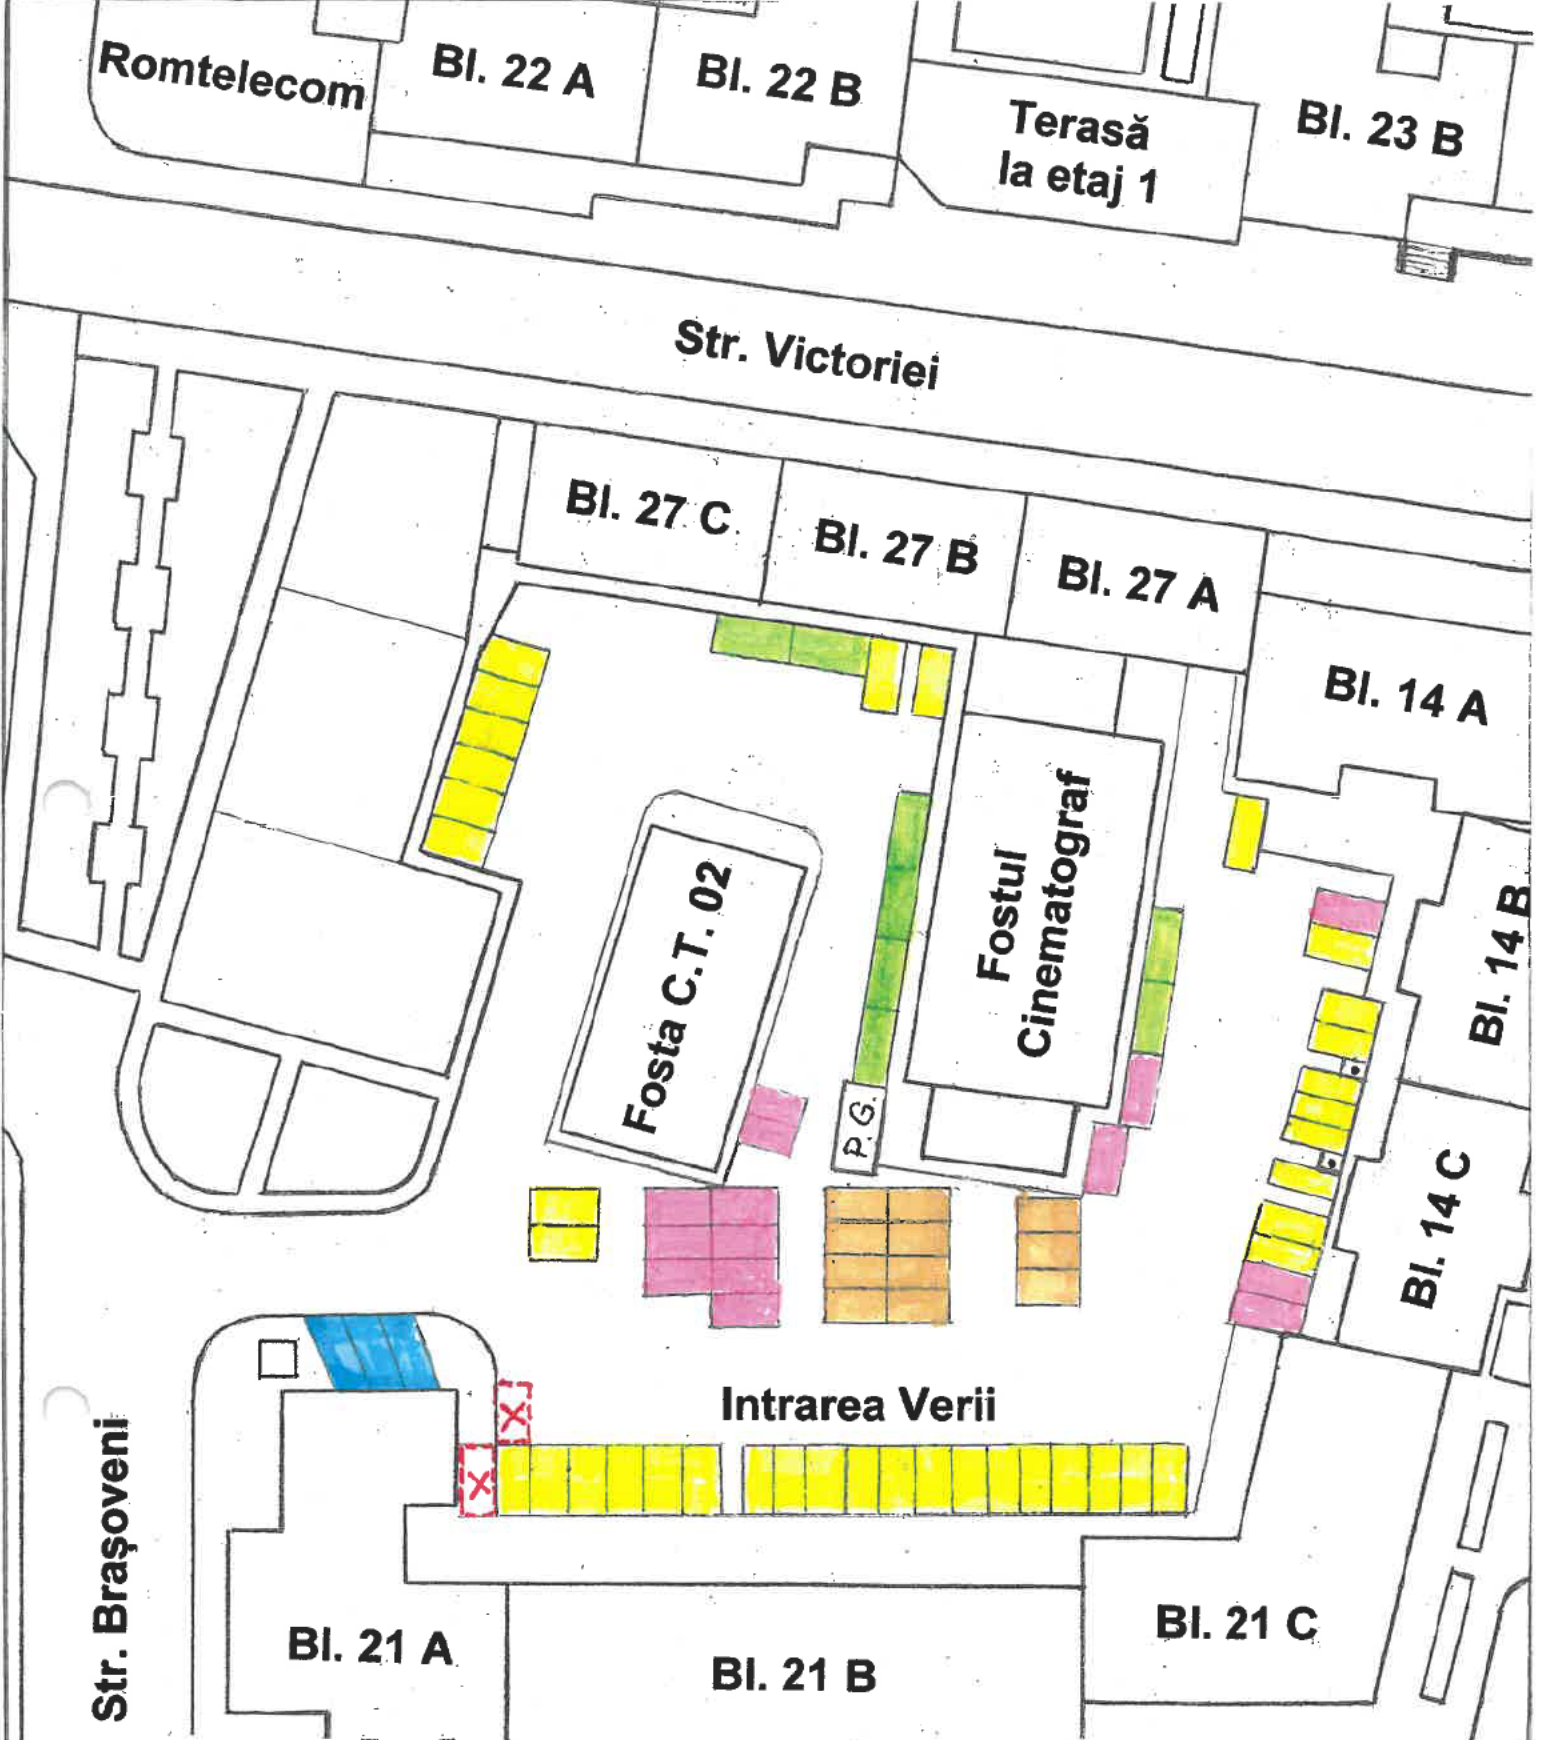 Romtelecom
Bl. 22 A
Bl. 22 B
Terasă
la etaj 1
Bl. 23 B
Str. Victoriei
Bl. 27 C
Bl. 27 B
Bl. 27 A
Bl. 14 A
Fosta C.T. 02
Fostul
Cinematograf
Bl. 14 B
P.G.
Bl. 14 C
X
Intrarea Verii
X
Str. Brașoveni
Bl. 21 A
Bl. 21 B
Bl. 21 C